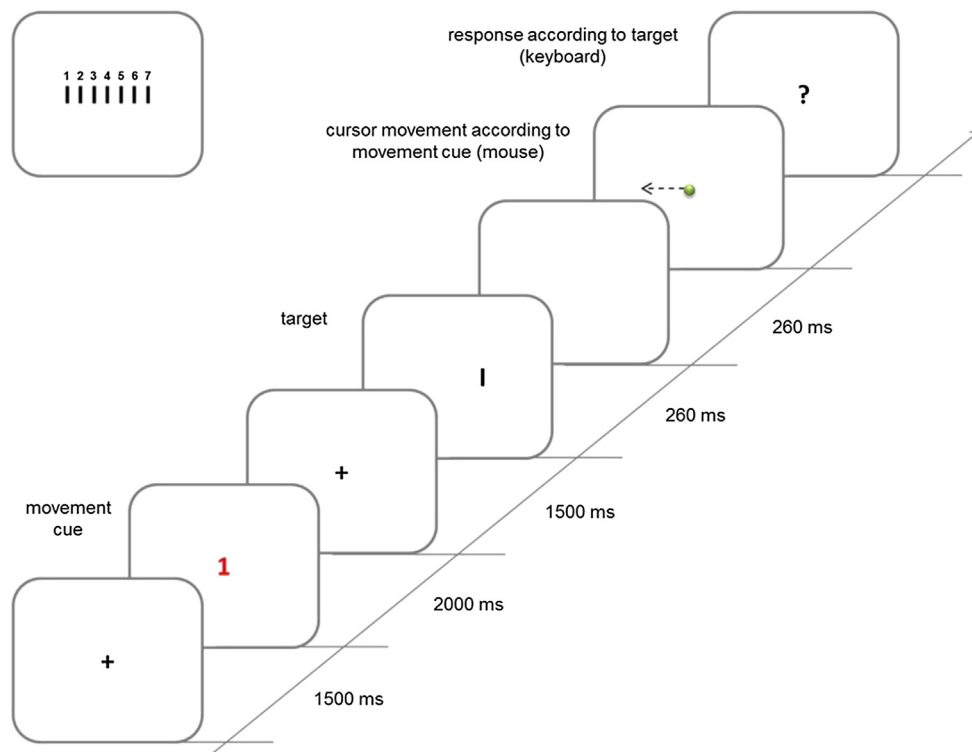 1 2 3 4 5 6 7
response according to target
(keyboard)
?
cursor movement according to
movement cue (mouse)
260 ms
target
260 ms
+
1500 ms
movement
cue
1
2000 ms
+
1500 ms